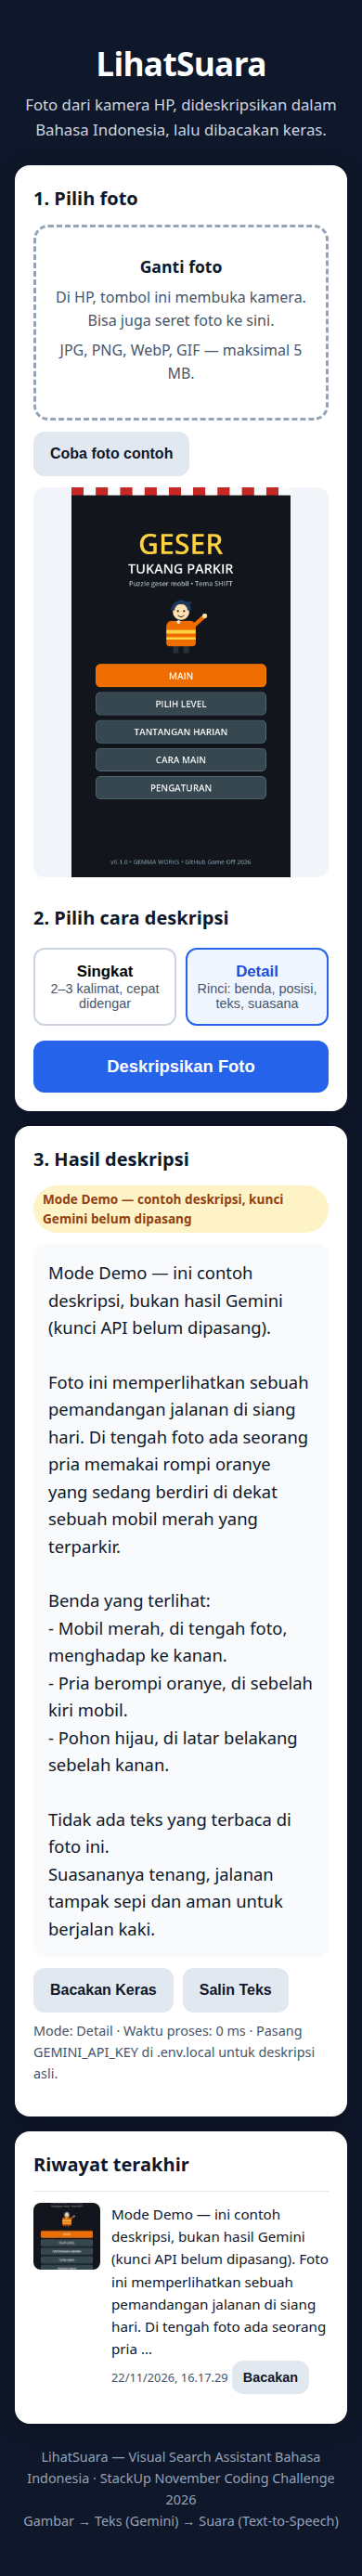 LihatSuara
Foto dari kamera HP, dideskripsikan dalam
Bahasa Indonesia, lalu dibacakan keras.
1. Pilih foto
Ganti foto
Di HP, tombol ini membuka kamera.
Bisa juga seret foto ke sini.
JPG, PNG, WebP, GIF — maksimal 5
MB.
Coba foto contoh
GESER
TUKANG PARKIR
Puzzle geser mobil • Tema SHIFT
MAIN
PILIH LEVEL
TANTANGAN HARIAN
CARA MAIN
PENGATURAN
v0.1.0 • GEMMA WORKS • GitHub Game Off 2026
2. Pilih cara deskripsi
Singkat
2–3 kalimat, cepat
didengar
Detail
Rinci: benda, posisi,
teks, suasana
Deskripsikan Foto
3. Hasil deskripsi
Mode Demo — contoh deskripsi, kunci
Gemini belum dipasang
Mode Demo — ini contoh
deskripsi, bukan hasil Gemini
(kunci API belum dipasang).
Foto ini memperlihatkan sebuah
pemandangan jalanan di siang
hari. Di tengah foto ada seorang
pria memakai rompi oranye
yang sedang berdiri di dekat
sebuah mobil merah yang
terparkir.
Benda yang terlihat:
- Mobil merah, di tengah foto,
menghadap ke kanan.
- Pria berompi oranye, di sebelah
kiri mobil.
- Pohon hijau, di latar belakang
sebelah kanan.
Tidak ada teks yang terbaca di
foto ini.
Suasananya tenang, jalanan
tampak sepi dan aman untuk
berjalan kaki.
Bacakan Keras
Salin Teks
Mode: Detail · Waktu proses: 0 ms · Pasang
GEMINI_API_KEY di .env.local untuk deskripsi
asli.
Riwayat terakhir
Mode Demo — ini contoh
deskripsi, bukan hasil Gemini
(kunci API belum dipasang). Foto
ini memperlihatkan sebuah
pemandangan jalanan di siang
hari. Di tengah foto ada seorang
pria ...
22/11/2026, 16.17.29 Bacakan
LihatSuara — Visual Search Assistant Bahasa
Indonesia · StackUp November Coding Challenge
2026
Gambar → Teks (Gemini) → Suara (Text-to-Speech)